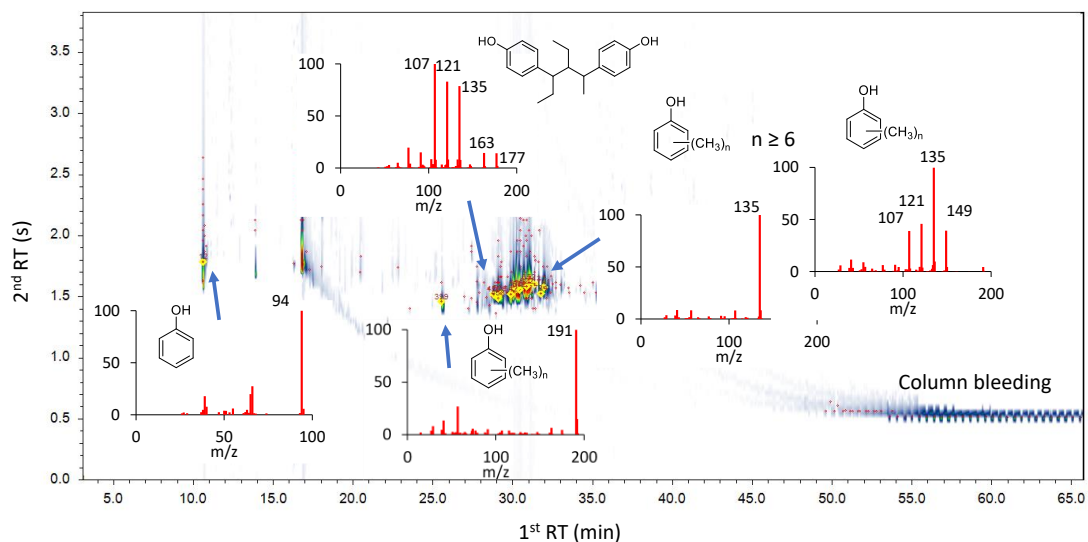 3.5
3.0
2.5
2.0
1.5
1.0
0.5
0.0
2nd RT (s)
5.0 10.0 15.0 20.0 25.0 30.0 35.0 40.0 45.0 50.0 55.0 60.0 65.0
1st RT (min)
HO
OH
100
50
0
107
121
135
163
177
0 100 200
m/z
OH
(CH3)n
n ≥ 6
OH
(CH3)n
100
50
0
135
0 100 200
m/z
100
50
0
107
121
135
149
0 100 200
m/z
OH
94
100
50
0
0 50 100
m/z
OH
(CH3)n
191
100
50
0
0 100 200
m/z
Column bleeding